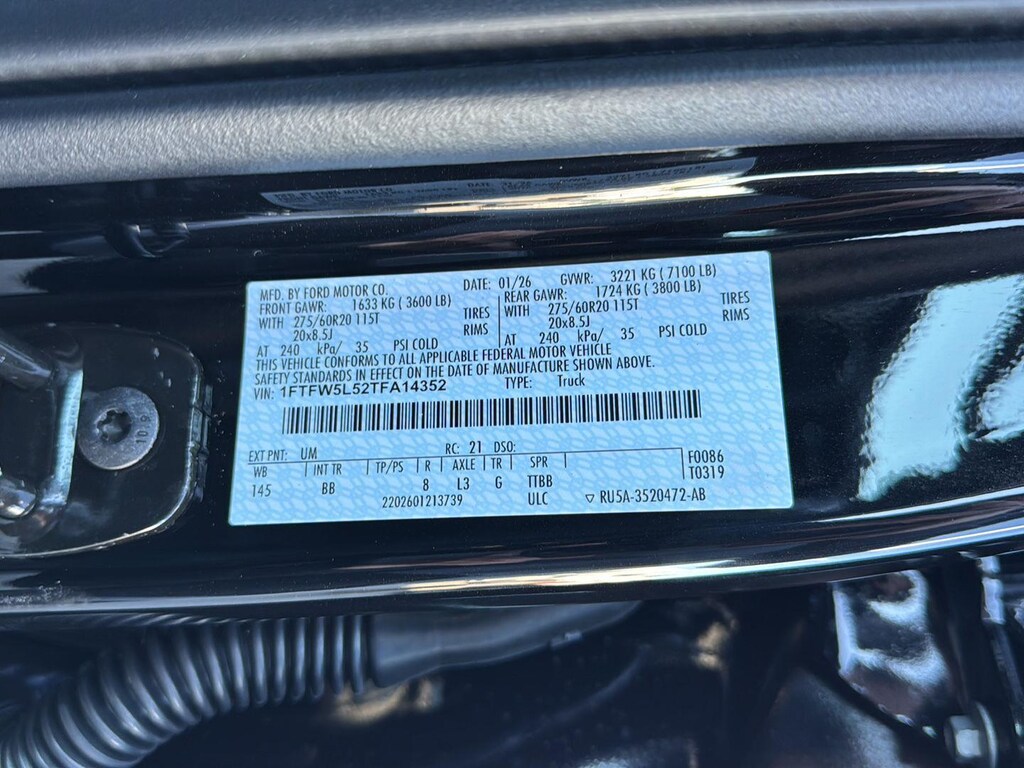 MFD. BY FORD MOTOR CO.
DATE: 01/26 GVWR: 3221 KG ( 7100 LB)
FRONT GAWR: 1633 KG ( 3600 LB) REAR GAWR: 1724 KG ( 3800 LB)
WITH 275/60R20 115T TIRES 275/60R20 115T TIRES
20x8.5J RIMS 20x8.5J RIMS
AT 240 kPa/ 35 PSI COLD AT 240 kPa/ 35 PSI COLD
THIS VEHICLE CONFORMS TO ALL APPLICABLE FEDERAL MOTOR VEHICLE
SAFETY STANDARDS IN EFFECT ON THE DATE OF MANUFACTURE SHOWN ABOVE.
VIN: 1FTFW5L52TFA14352 TYPE: Truck
EXT PNT: UM RC: 21 DSO: F0086
WB INT TR TP/PS R AXLE TR SPR T0319
145 BB 8 L3 G TTBB
2202601213739 ULC ▽ RU5A-3520472-AB
10.9